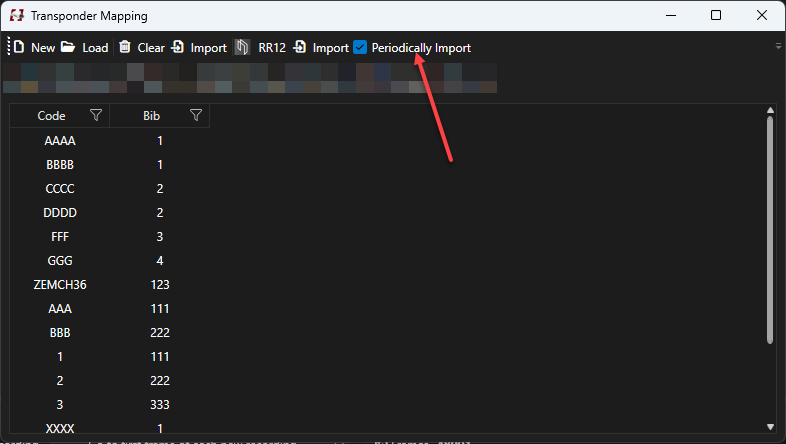 Transponder Mapping
New Load Clear Import RR12 Import Periodically Import
Code Bib
AAAA 1
BBBB 1
CCCC 2
DDDD 2
FFF 3
GGG 4
ZEMCH36 123
AAA 111
BBB 222
1 111
2 222
3 333
XXXX 1